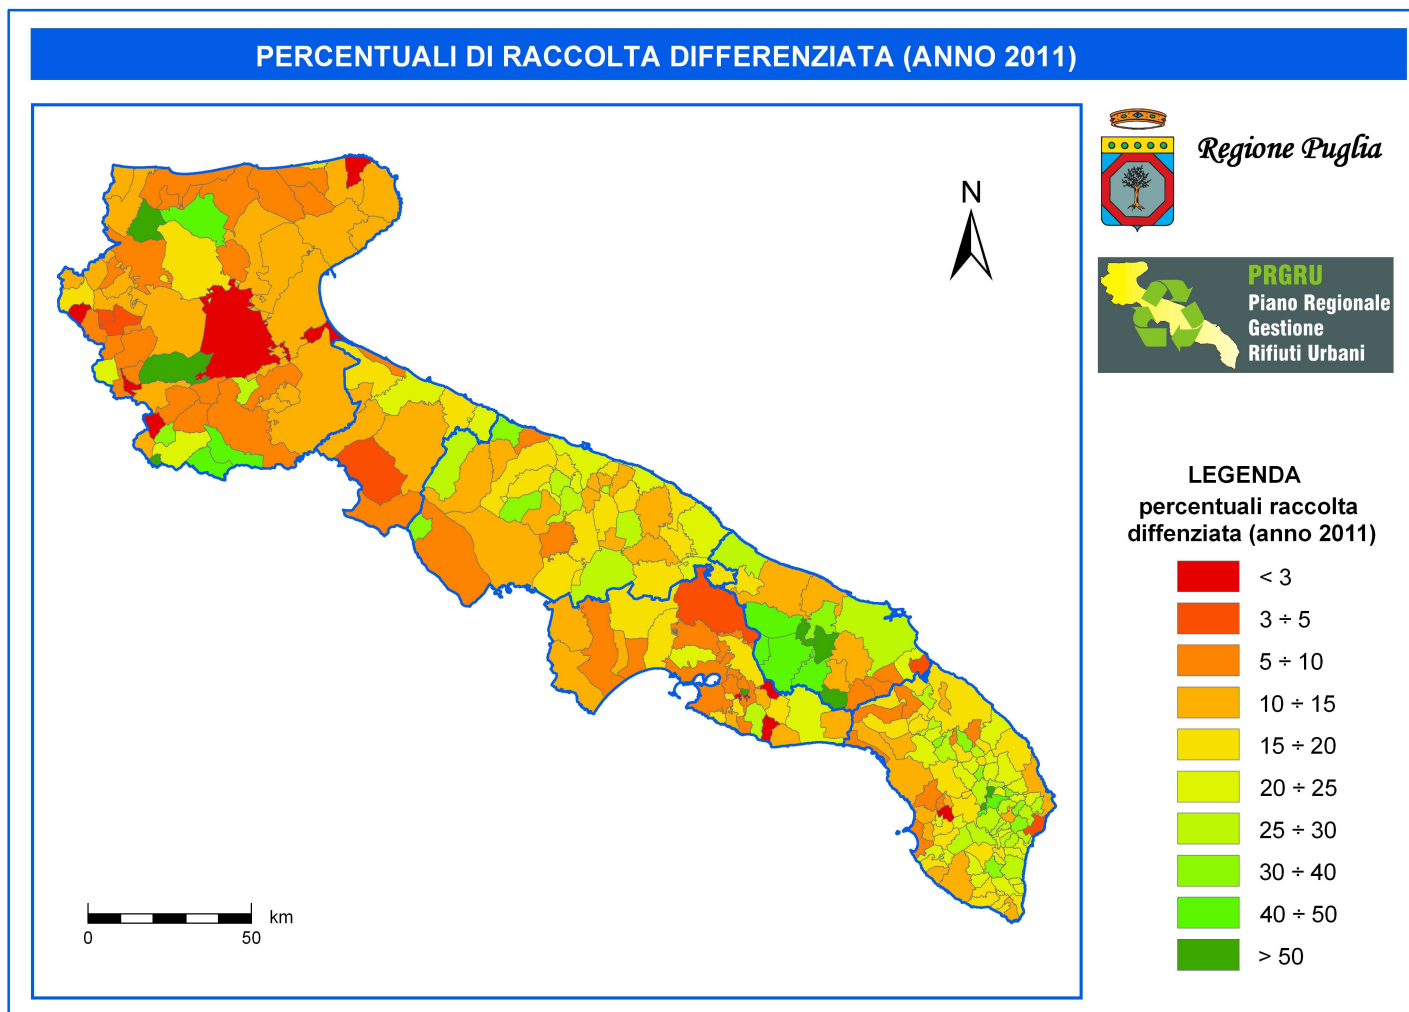 PERCENTUALI DI RACCOLTA DIFFERENZIATA (ANNO 2011)
Regione Puglia
N
PRGRU
Piano Regionale
Gestione
Rifiuti Urbani
LEGENDA
percentuali raccolta
diffenziata (anno 2011)
< 3
3 ÷ 5
5 ÷ 10
10 ÷ 15
15 ÷ 20
20 ÷ 25
25 ÷ 30
30 ÷ 40
40 ÷ 50
> 50
km
0 50